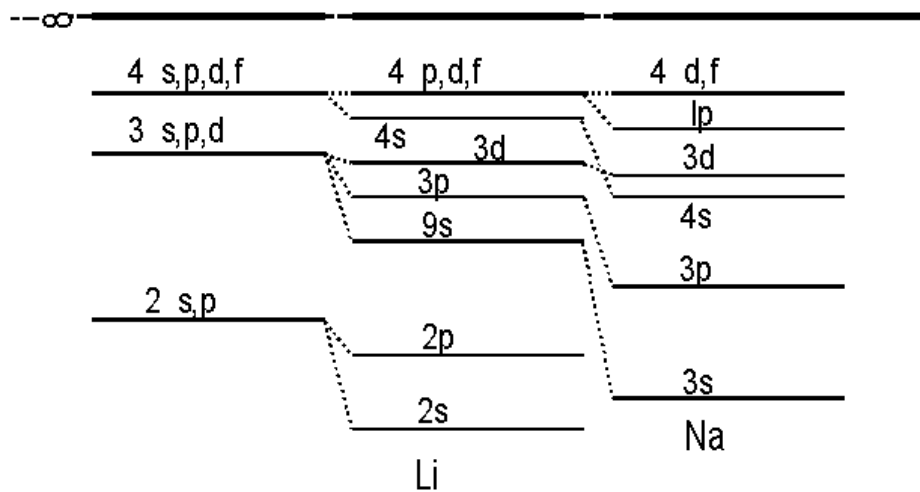 ∞
4 s,p,d,f
4 p,d,f
4 d,f
lp
3 s,p,d
4s
3d
3d
3p
9s
4s
3p
2 s,p
2p
3s
2s
Na
Li